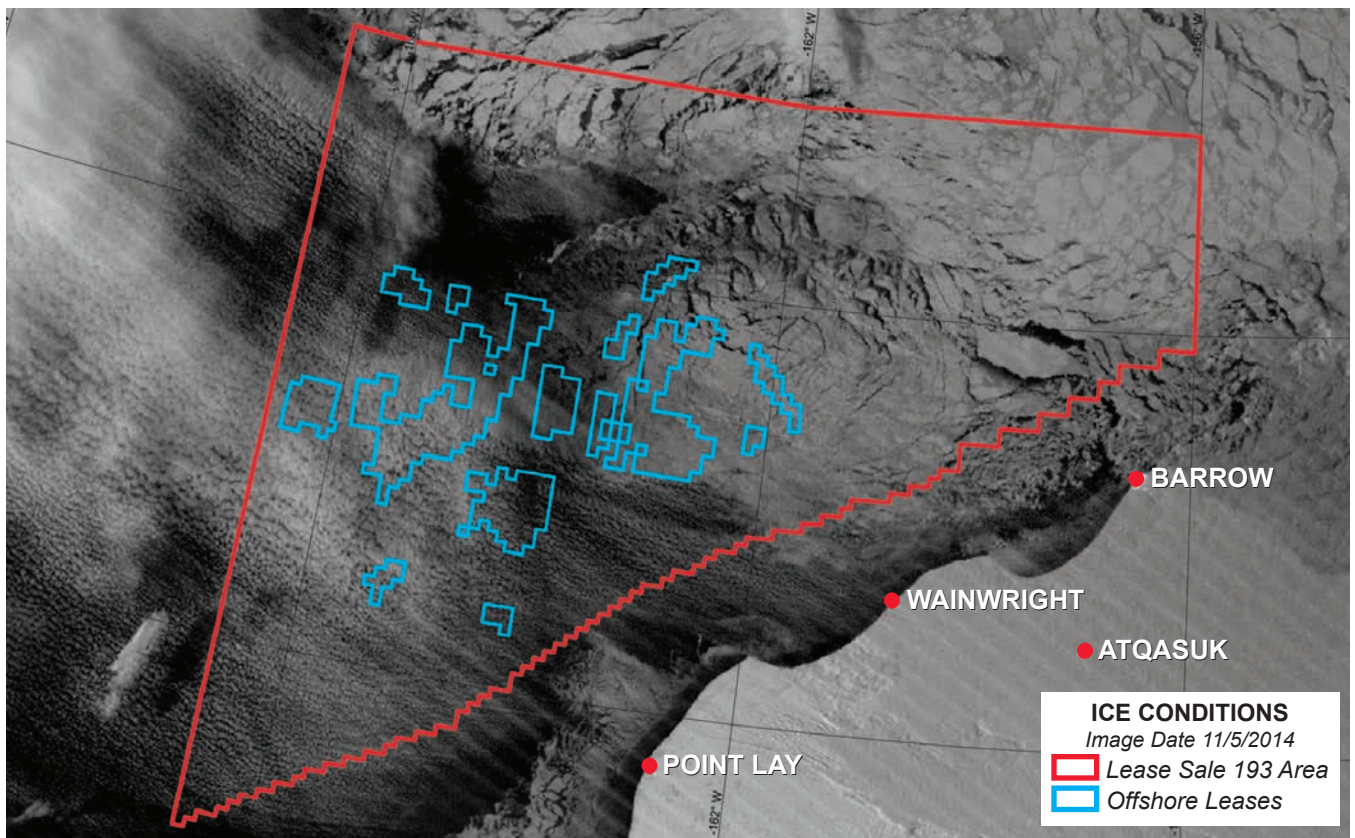 -162° W
-156° W
BARROW
WAINWRIGHT
ATQASUK
POINT LAY
-162° W
ICE CONDITIONS
Image Date 11/5/2014
Lease Sale 193 Area
Offshore Leases